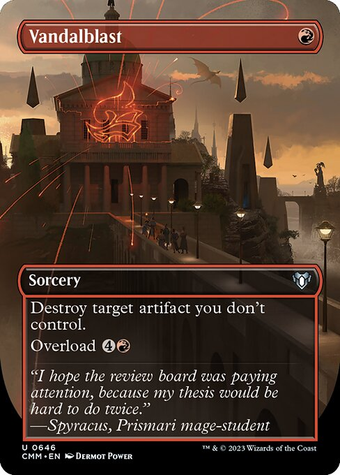 Vandalblast
Sorcery
Destroy target artifact you don't
control.
Overload 4
"I hope the review board was paying
attention, because my thesis would be
hard to do twice."
—Spyracus, Prismari mage-student
U 0646
CMM • EN Dermot Power
™ & © 2023 Wizards of the Coast